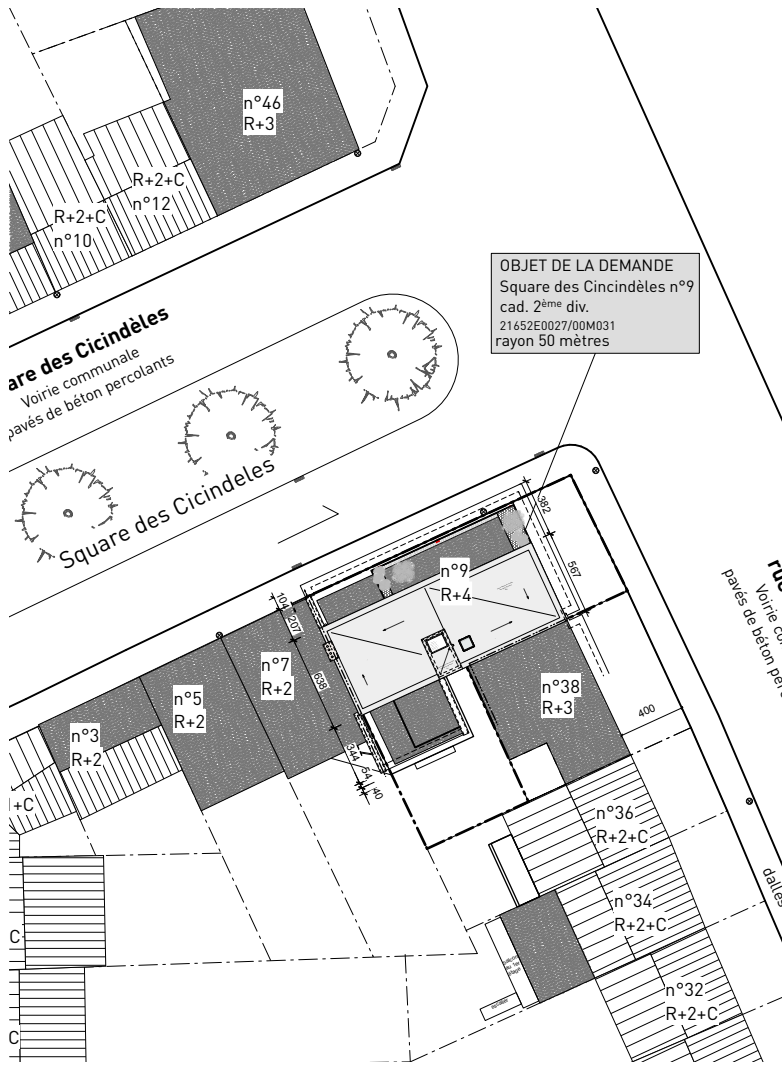 n°46
R+3
R+2+C
n°12
R+2+C
n°10
OBJET DE LA DEMANDE
Square des Cincindèles n°9
cad. 2ème div.
21652E0027/00M031
rayon 50 mètres
are des Cicindèles
Voirie communale
pavés de béton percolants
Square des Cicindeles
382
567
n°9
R+4
104
207
638
n°7
R+2
n°5
R+2
n°3
R+2
n°38
R+3
400
344
54
40
1+C
n°36
R+2+C
n°34
R+2+C
n°32
R+2+C
C
C
Voirie co
pavés de béton perc
dalles